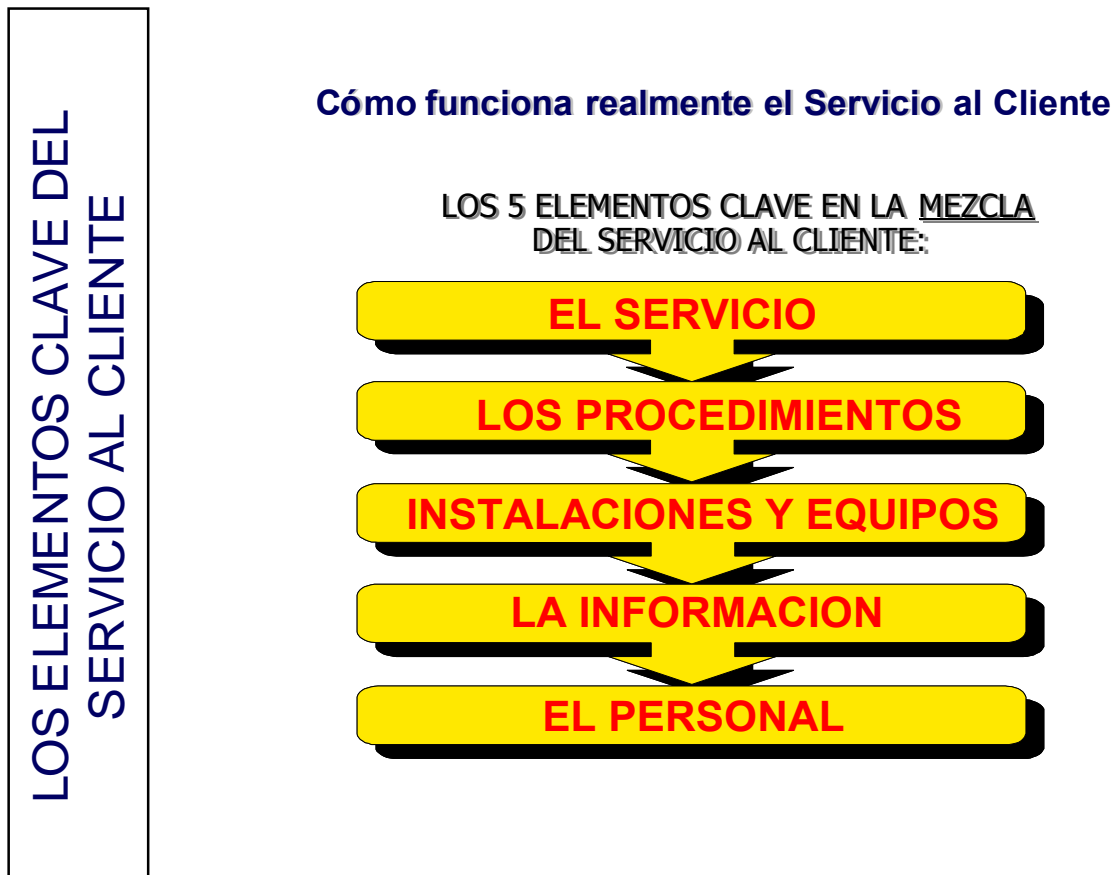 LOS ELEMENTOS CLAVE DEL
SERVICIO AL CLIENTE
Cómo funciona realmente el Servicio al Cliente
LOS 5 ELEMENTOS CLAVE EN LA MEZCLA
DEL SERVICIO AL CLIENTE:
EL SERVICIO
LOS PROCEDIMIENTOS
INSTALACIONES Y EQUIPOS
LA INFORMACION
EL PERSONAL